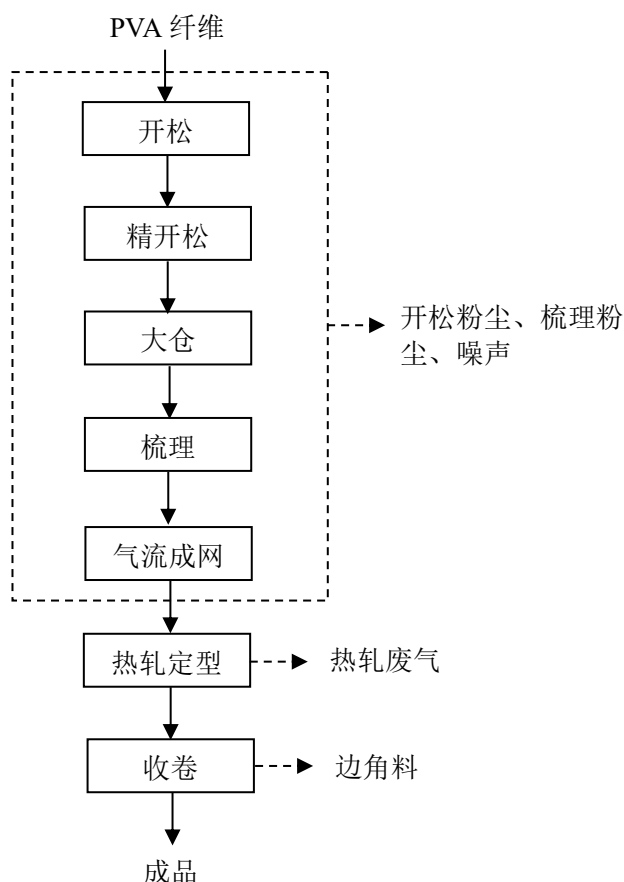 PVA 纤维
开松
精开松
大仓
开松粉尘、梳理粉
尘、噪声
梳理
气流成网
热轧定型
热轧废气
收卷
边角料
成品